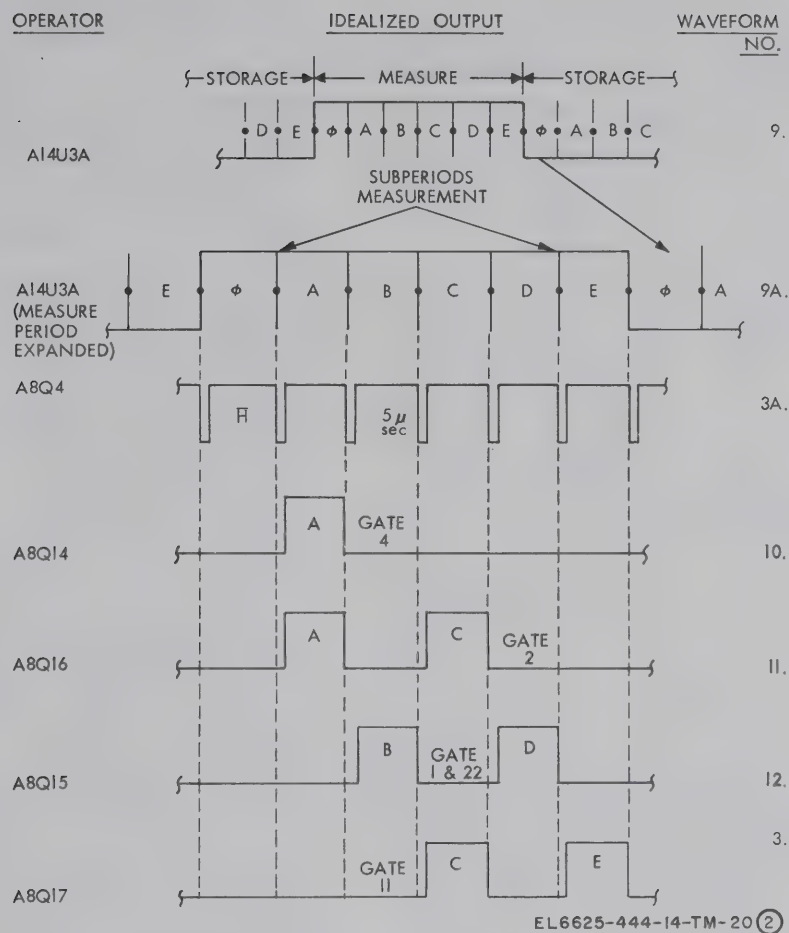 OPERATOR IDEALIZED OUTPUT WAVEFORM NO.
STORAGE MEASURE STORAGE
D E ϕ A B C D E ϕ A B C 9.
A14U3A
SUBPERIODS
MEASUREMENT
A14U3A E ϕ A B C D E ϕ A 9A.
(MEASURE
PERIOD
EXPANDED)
A8Q4
H̅ 5μ sec 3A.
A GATE 4
A8Q14 10.
A C GATE 2
A8Q16 11.
B GATE 1 & 22 D
A8Q15 12.
3.
GATE 11 C E
A8Q17
EL6625-444-14-TM-20 2